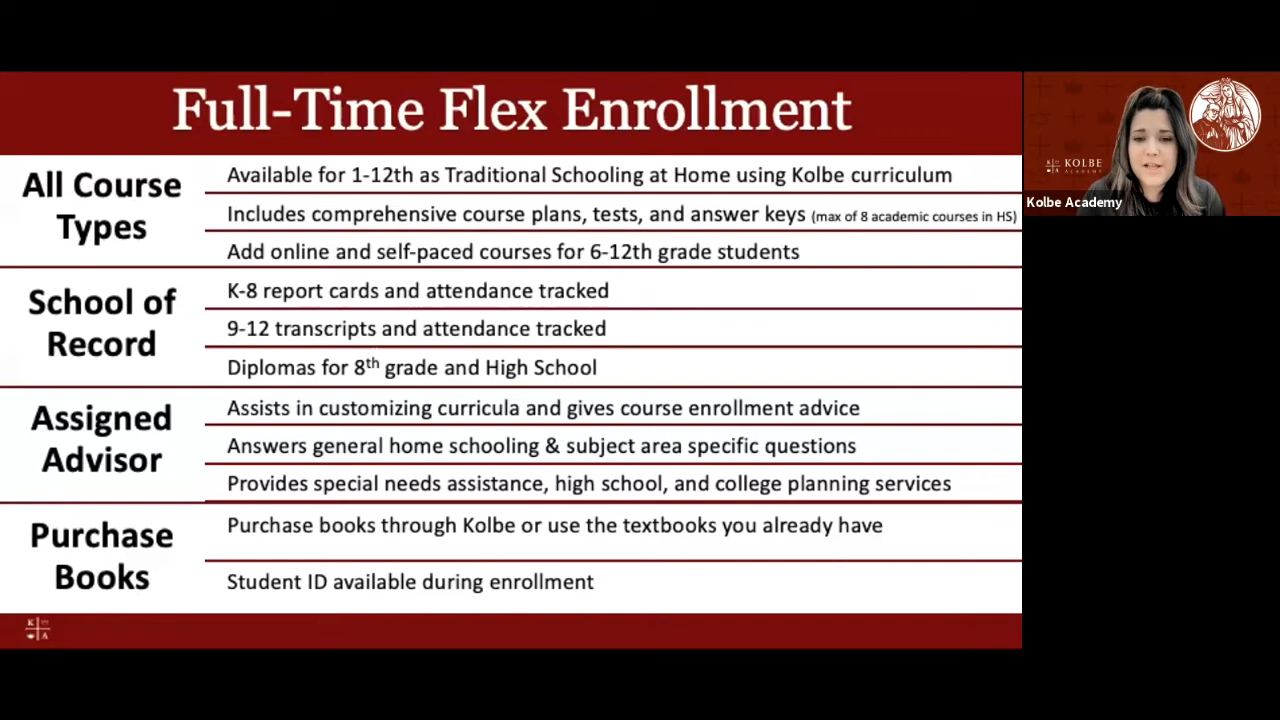 Full-Time Flex Enrollment
All Course
Types
Available for 1-12th as Traditional Schooling at Home using Kolbe curriculum
Includes comprehensive course plans, tests, and answer keys (max of 8 academic courses in HS)
Add online and self-paced courses for 6-12th grade students
School of
Record
K-8 report cards and attendance tracked
9-12 transcripts and attendance tracked
Diplomas for 8th grade and High School
Assigned
Advisor
Assists in customizing curricula and gives course enrollment advice
Answers general home schooling & subject area specific questions
Provides special needs assistance, high school, and college planning services
Purchase
Books
Purchase books through Kolbe or use the textbooks you already have
Student ID available during enrollment
K
A
K
A
KOLBE
ACADEMY
Kolbe Academy